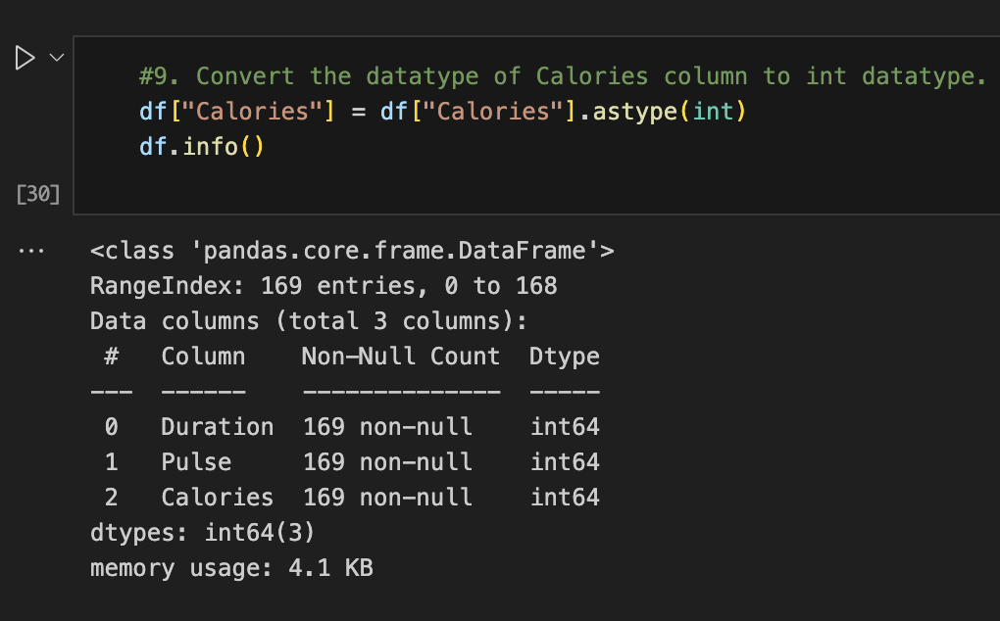 #9. Convert the datatype of Calories column to int datatype.
df["Calories"] = df["Calories"].astype(int)
df.info()
[30]
...
<class 'pandas.core.frame.DataFrame'>
RangeIndex: 169 entries, 0 to 168
Data columns (total 3 columns):
 #   Column    Non-Null Count  Dtype
---  ------    --------------  -----
 0   Duration  169 non-null    int64
 1   Pulse     169 non-null    int64
 2   Calories  169 non-null    int64
dtypes: int64(3)
memory usage: 4.1 KB